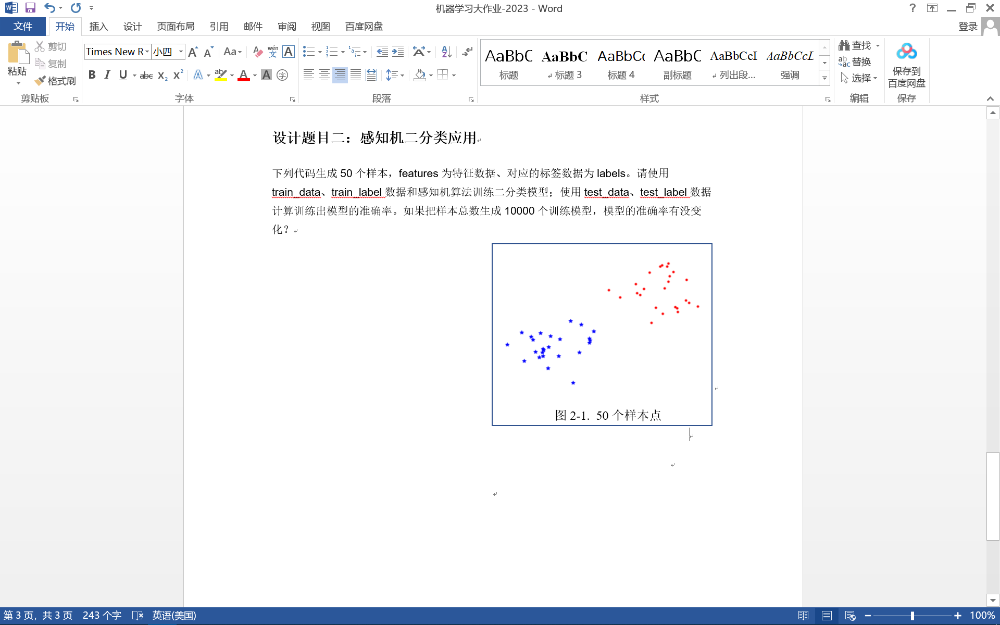 机器学习大作业-2023 - Word
文件 开始 插入 设计 页面布局 引用 邮件 审阅 视图 百度网盘 登录
粘贴 剪切 复制 格式刷
Times New R 小四 Aa wén 文 A
B I U abc X₂ X² A ab A A 字
AaBbC AaBbC AaBbCc AaBbC AaBbCcI AaBbCcL
标题 标题 3 标题 4 副标题 列出段... 强调
查找 替换 选择
保存到
百度网盘
剪贴板 字体 段落 样式 编辑 保存
设计题目二：感知机二分类应用
下列代码生成 50 个样本，features 为特征数据、对应的标签数据为 labels。请使用
train_data、train_label 数据和感知机算法训练二分类模型；使用 test_data、test_label 数据
计算训练出模型的准确率。如果把样本总数生成 10000 个训练模型，模型的准确率有没变
化？
图 2-1. 50 个样本点
第 3 页，共 3 页 243 个字 英语(美国) 100%